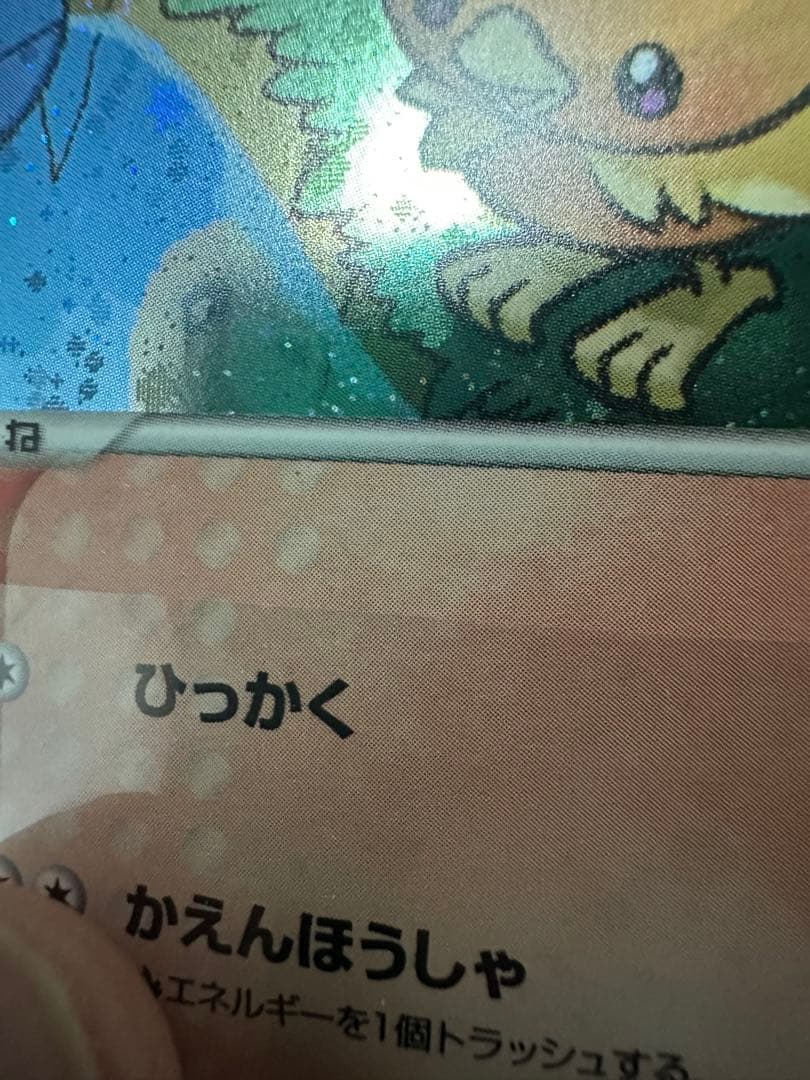 ね
ひっかく
かえんほうしゃ
エネルギーを1個トラッシュする